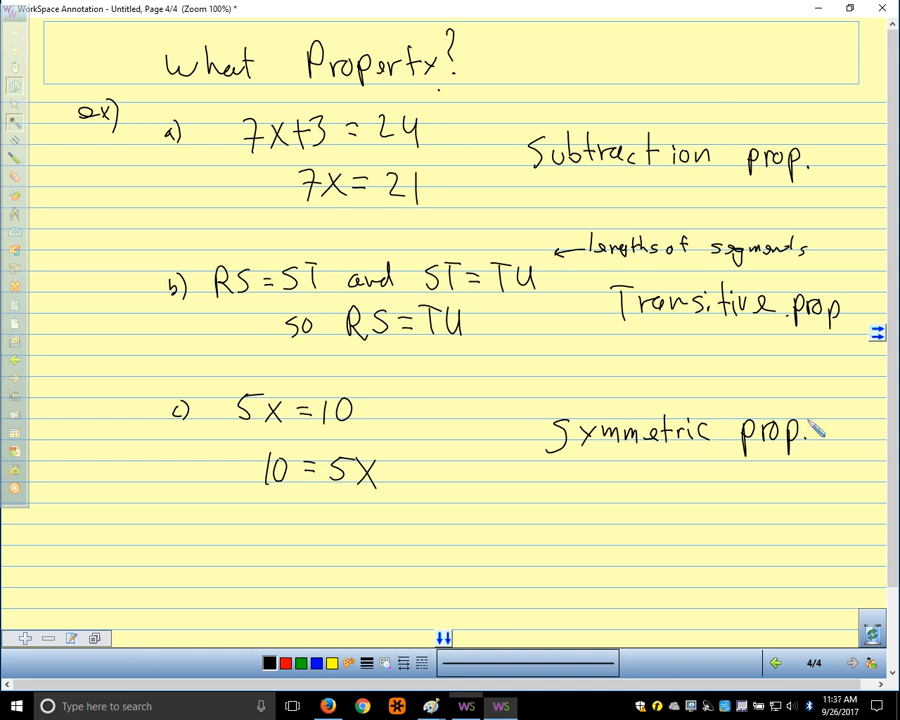 WorkSpace Annotation - Untitled, Page 4/4 (Zoom 100%) *
What Property?
ex)
a) 7x+3 = 24
Subtraction prop.
7x = 21
←lengths of segments
b) RS = ST and ST = TU
Transitive prop
so RS = TU
c) 5x = 10
Symmetric prop.
10 = 5x
4/4
Type here to search
WS WS
11:37 AM
9/26/2017